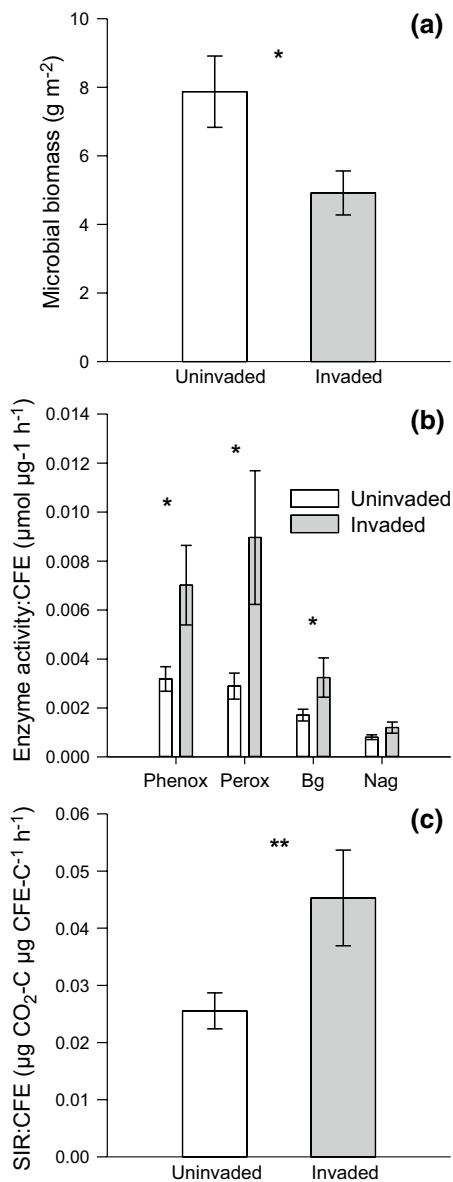 (a)
*
Microbial biomass (g m⁻²)
10
8
6
4
2
0
Uninvaded Invaded
(b)
*
*
*
Uninvaded
Invaded
Enzyme activity:CFE (µmol µg-1 h⁻¹)
0.014
0.012
0.010
0.008
0.006
0.004
0.002
0.000
Phenox Perox Bg Nag
(c)
**
SIR:CFE (µg CO₂-C µg CFE-C⁻¹ h⁻¹)
0.06
0.05
0.04
0.03
0.02
0.01
0.00
Uninvaded Invaded